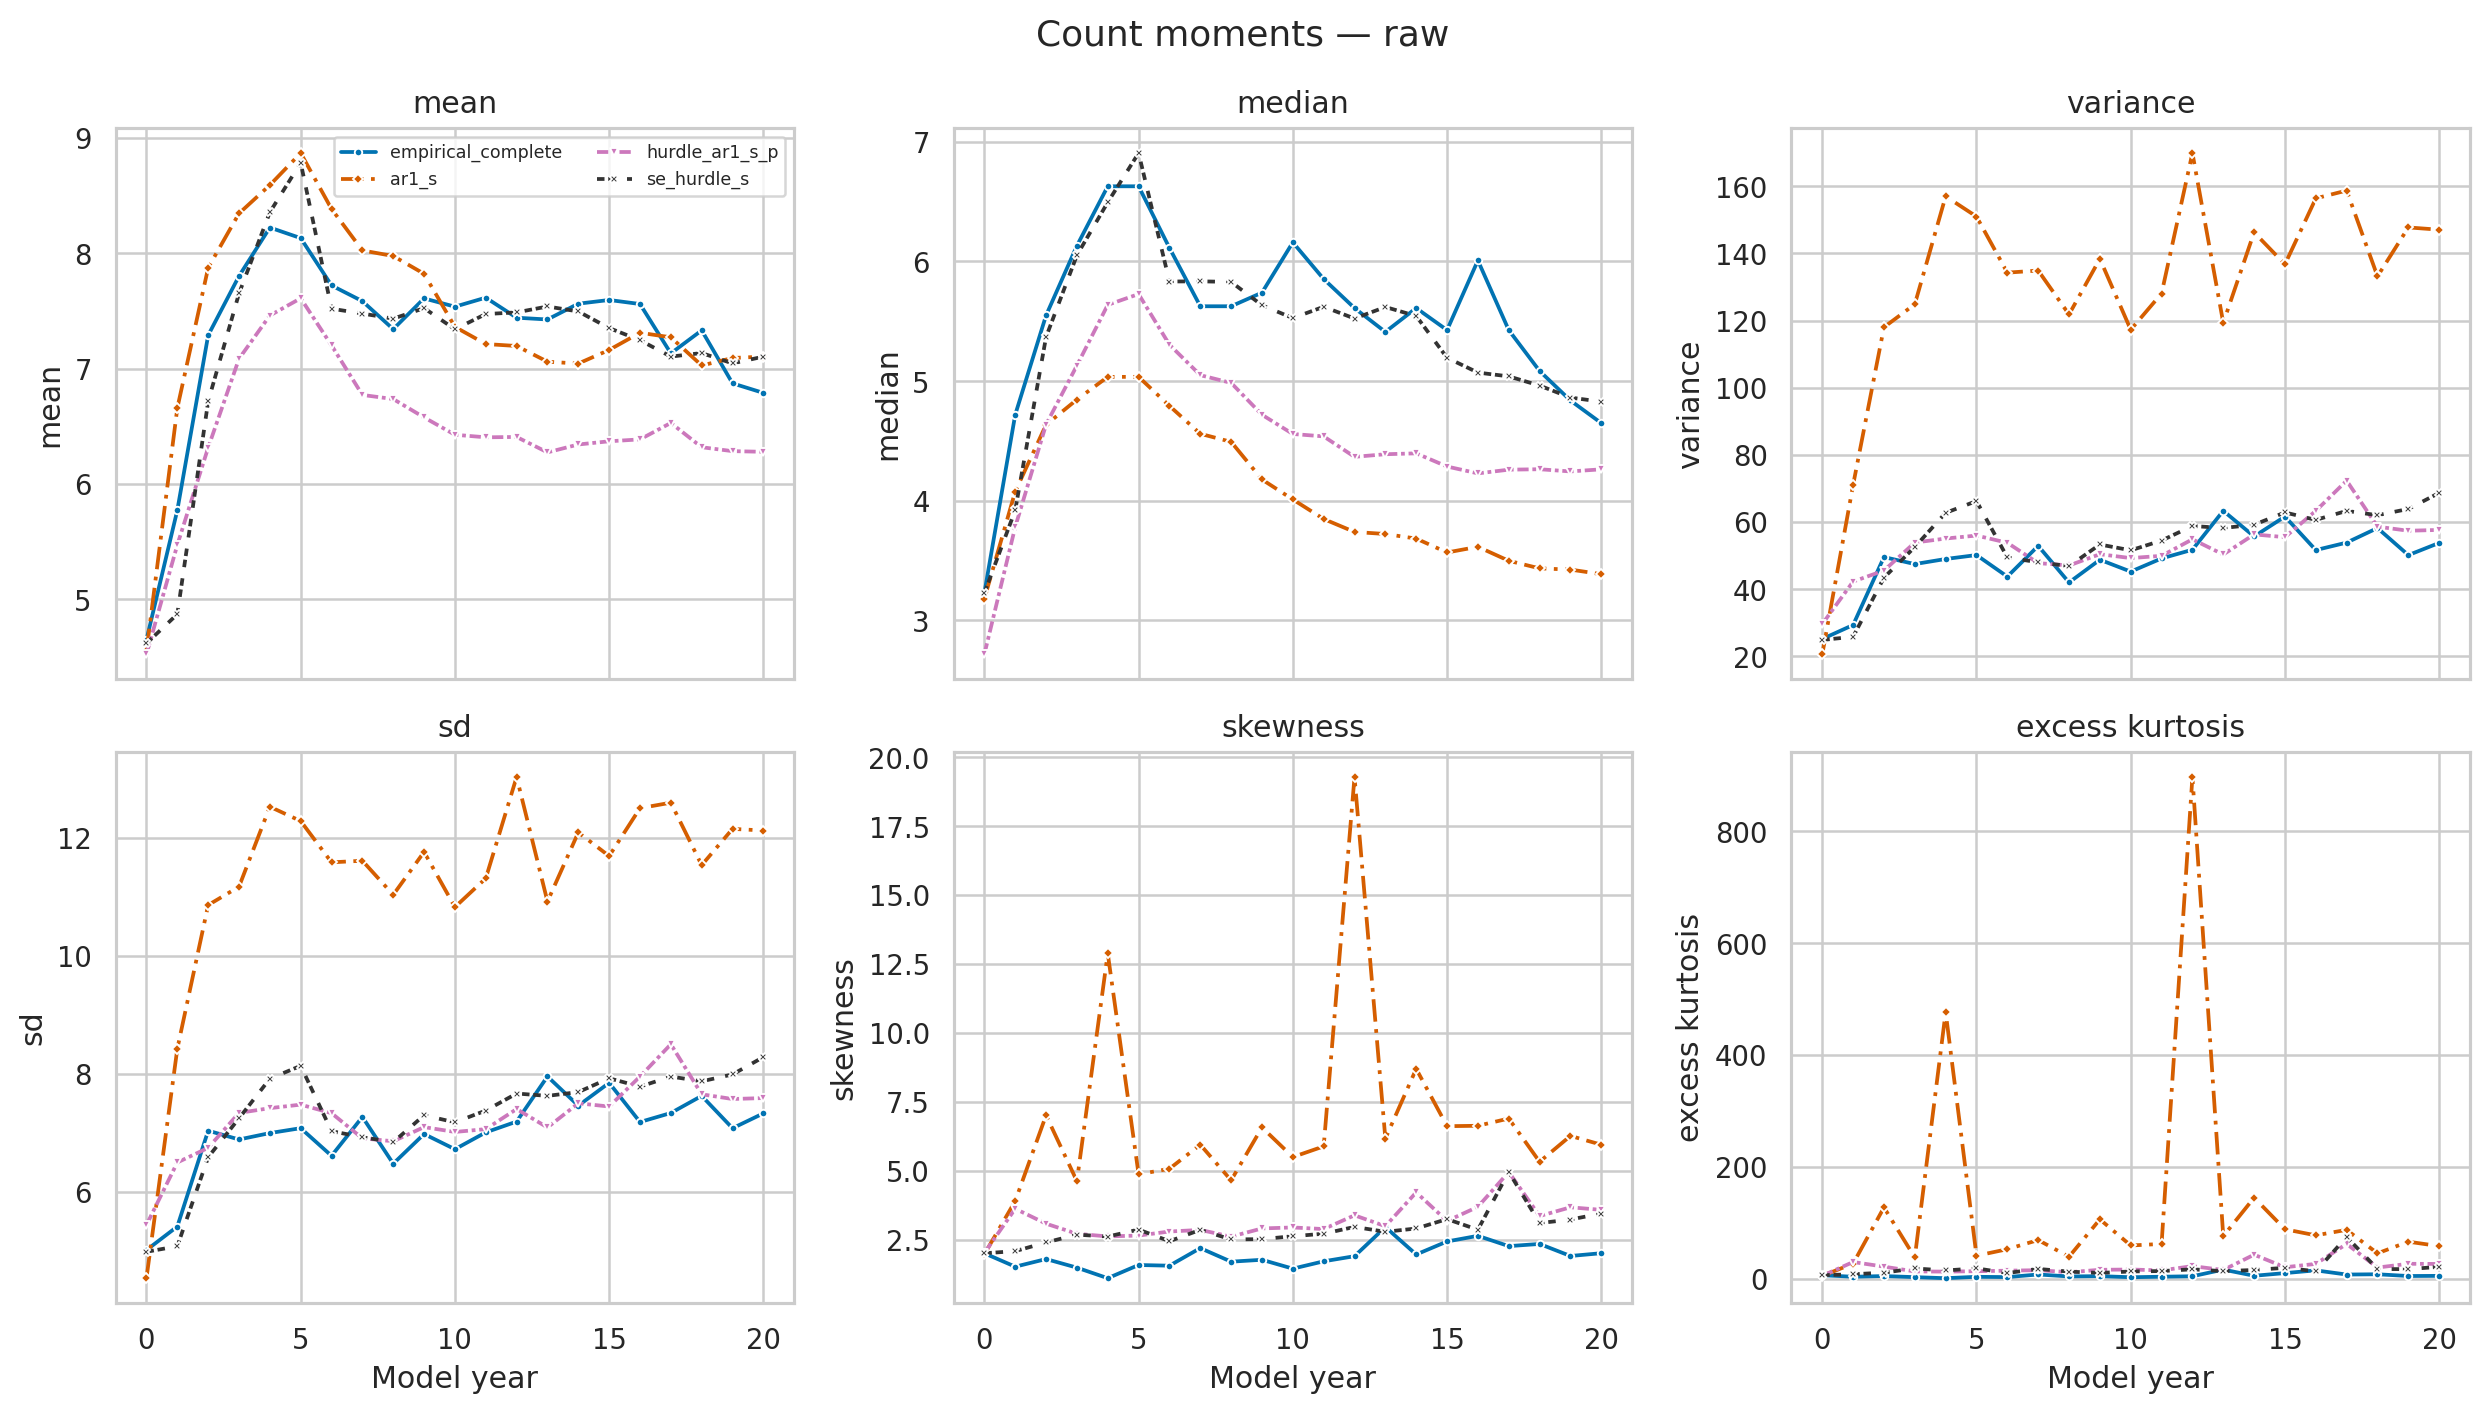 Count moments — raw
mean
median
variance
9
8
7
6
5
mean
empirical_complete
ar1_s
hurdle_ar1_s_p
se_hurdle_s
7
6
5
4
3
median
160
140
120
100
80
60
40
20
variance
sd
skewness
excess kurtosis
12
10
8
6
sd
20.0
17.5
15.0
12.5
10.0
7.5
5.0
2.5
skewness
800
600
400
200
0
excess kurtosis
0 5 10 15 20
0 5 10 15 20
0 5 10 15 20
Model year
Model year
Model year